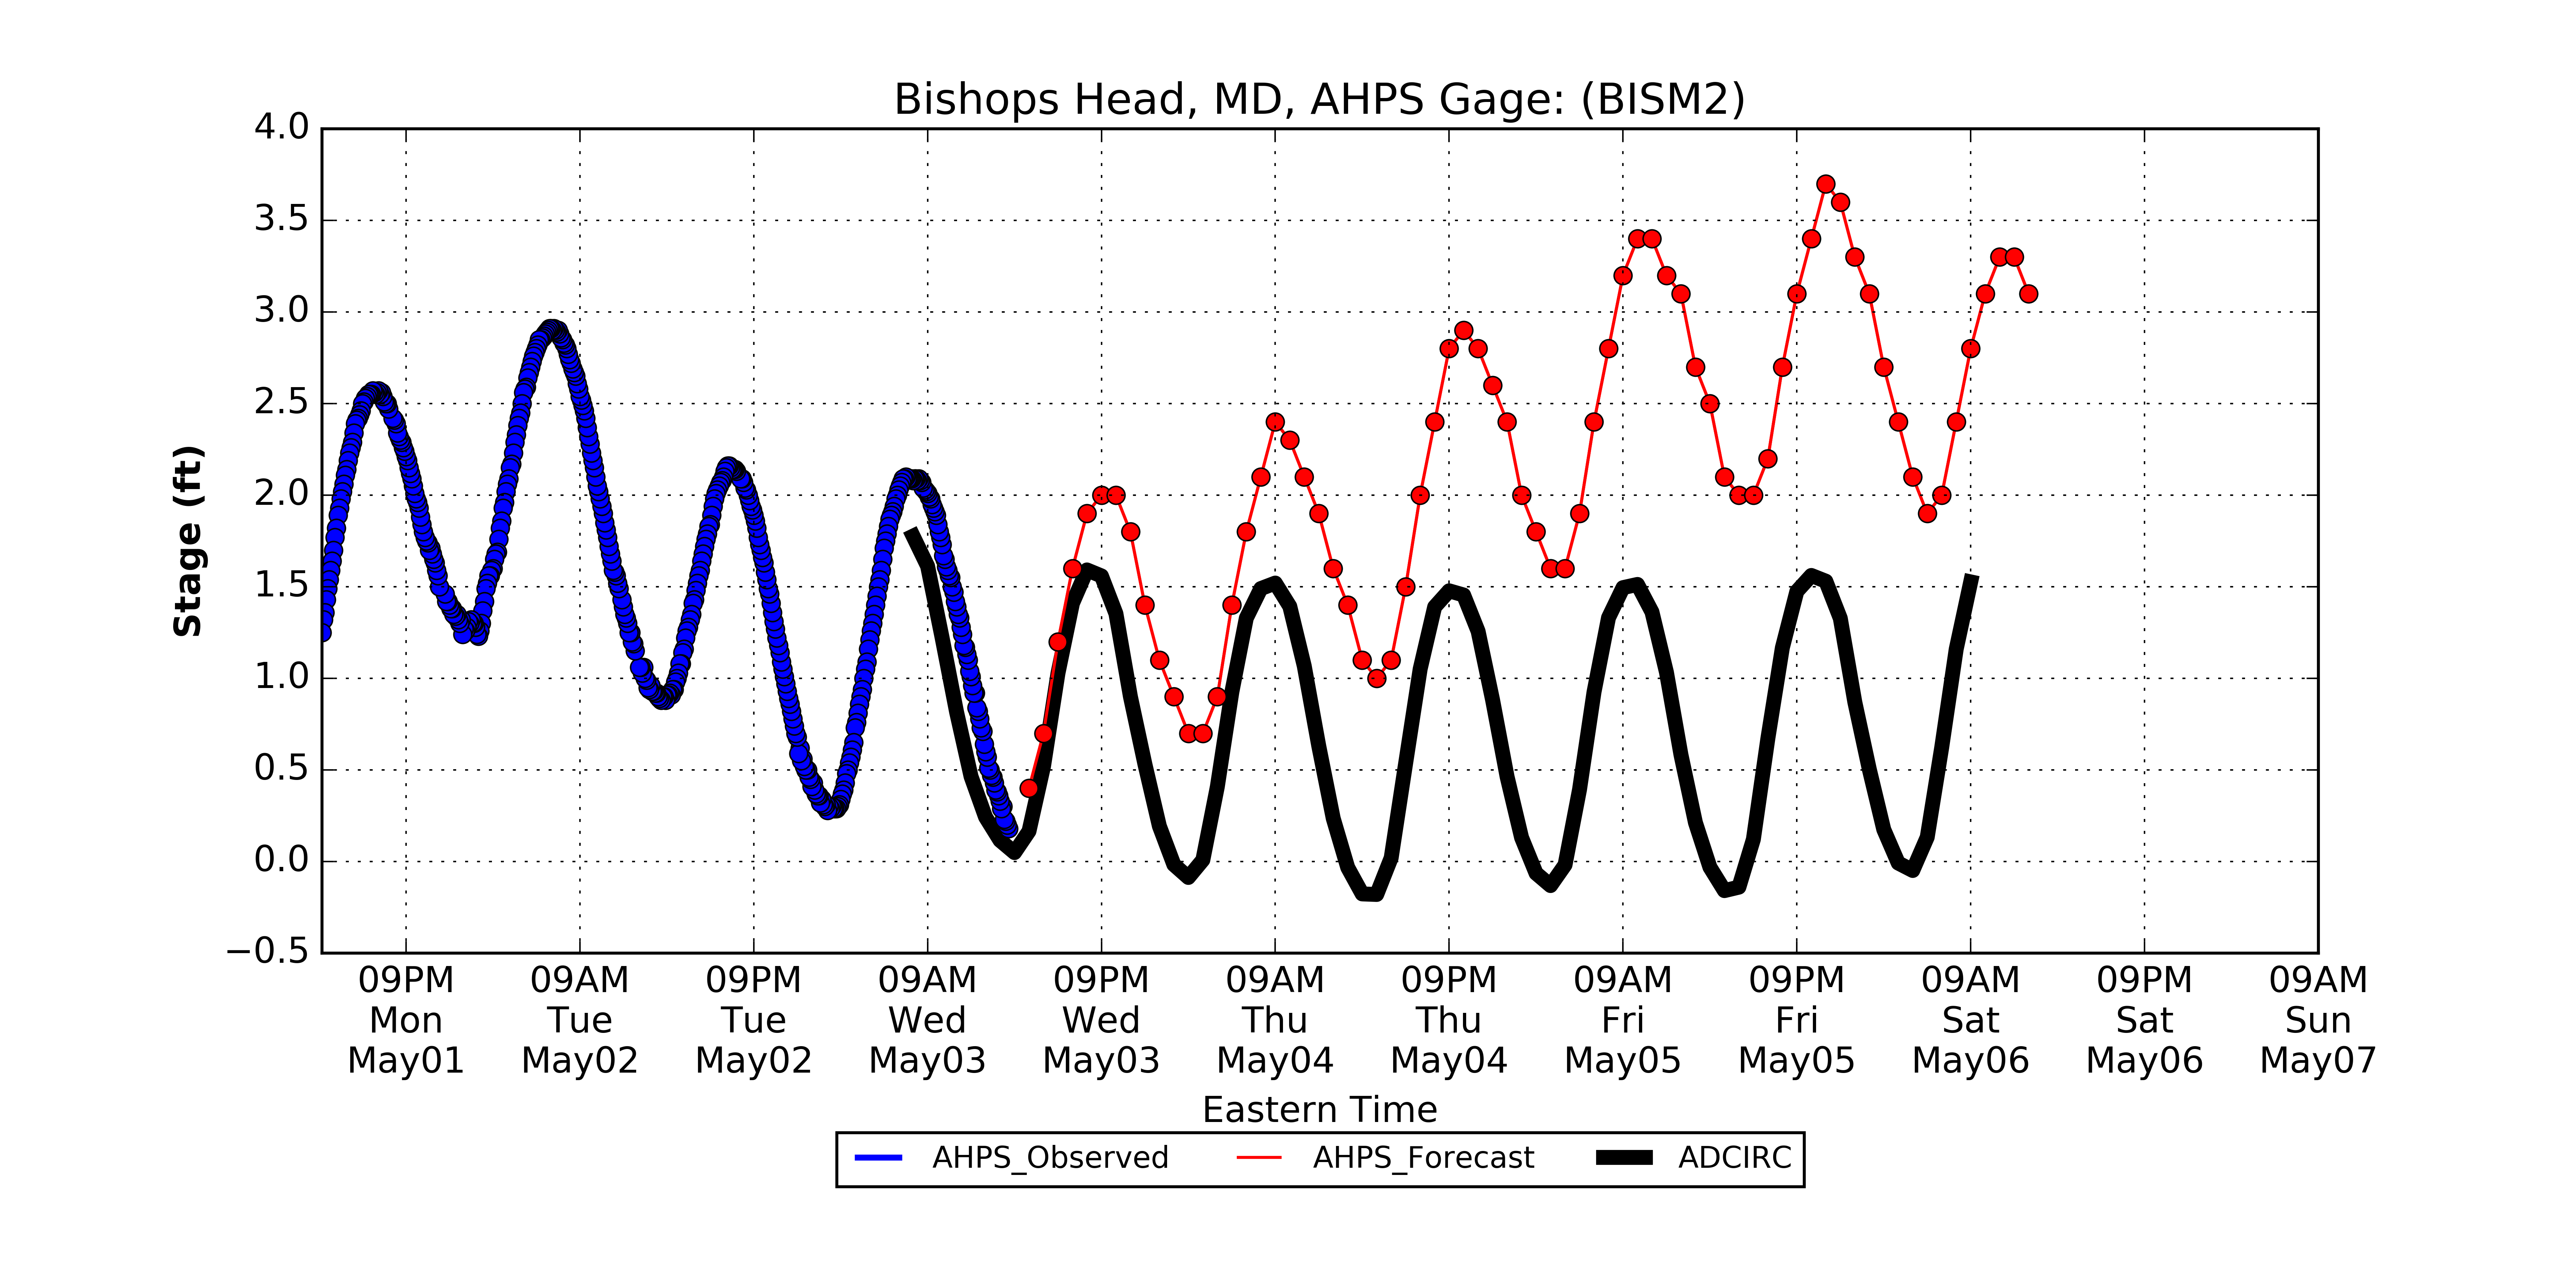 Bishops Head, MD, AHPS Gage: (BISM2)
4.0
3.5
3.0
2.5
2.0
1.5
1.0
0.5
0.0
−0.5
Stage (ft)
09PM 09AM 09PM 09AM 09PM 09AM 09PM 09AM 09PM 09AM 09PM 09AM
Mon Tue Tue Wed Wed Thu Thu Fri Fri Sat Sat Sun
May01 May02 May02 May03 May03 May04 May04 May05 May05 May06 May06 May07
Eastern Time
AHPS_Observed AHPS_Forecast ADCIRC